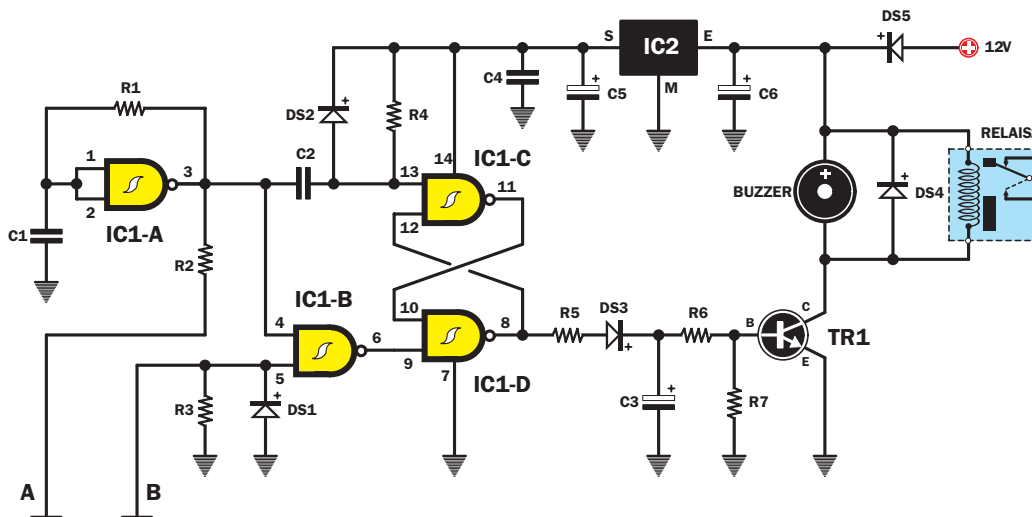 DS5
S
IC2
E
12V
C4
C5
M
C6
R1
DS2
R4
RELAIS
1
2
3
C2
14
IC1-C
13
11
12
BUZZER
DS4
C1
IC1-A
R2
IC1-B
10
8
R5
DS3
R6
B
C
TR1
E
4
6
5
9
7
IC1-D
R3
DS1
C3
R7
A
B